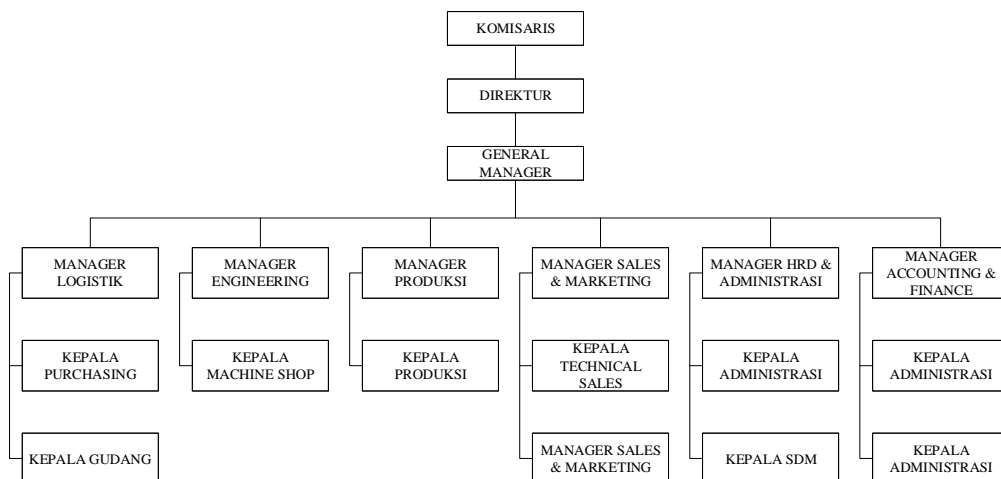 KOMISARIS
DIREKTUR
GENERAL
MANAGER
MANAGER
LOGISTIK
MANAGER
ENGINEERING
MANAGER
PRODUKSI
MANAGER SALES
& MARKETING
MANAGER HRD &
ADMINISTRASI
MANAGER
ACCOUNTING &
FINANCE
KEPALA
PURCHASING
KEPALA
MACHINE SHOP
KEPALA
PRODUKSI
KEPALA
TECHNICAL
SALES
KEPALA
ADMINISTRASI
KEPALA
ADMINISTRASI
KEPALA GUDANG
MANAGER SALES
& MARKETING
KEPALA SDM
KEPALA
ADMINISTRASI